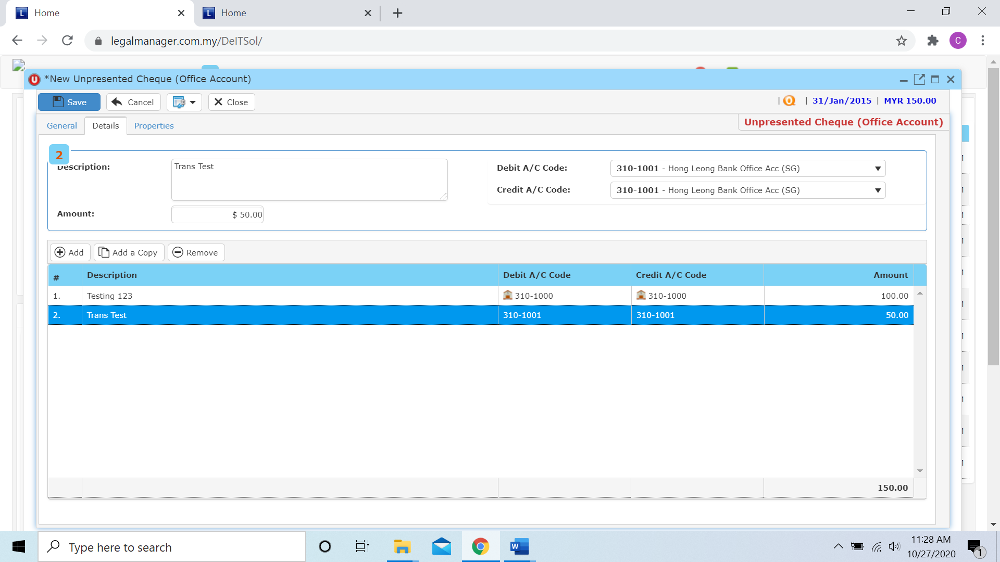 Home
Home
legalmanager.com.my/DelTSol/
*New Unpresented Cheque (Office Account)
Save Cancel Close | | 31/Jan/2015 | MYR 150.00
General Details Properties Unpresented Cheque (Office Account)
2
Description: Trans Test Debit A/C Code: 310-1001 - Hong Leong Bank Office Acc (SG)
Credit A/C Code: 310-1001 - Hong Leong Bank Office Acc (SG)
Amount: $ 50.00
Add Add a Copy Remove
# Description Debit A/C Code Credit A/C Code Amount
1. Testing 123 310-1000 310-1000 100.00
2. Trans Test 310-1001 310-1001 50.00
150.00
Type here to search
11:28 AM
10/27/2020
1